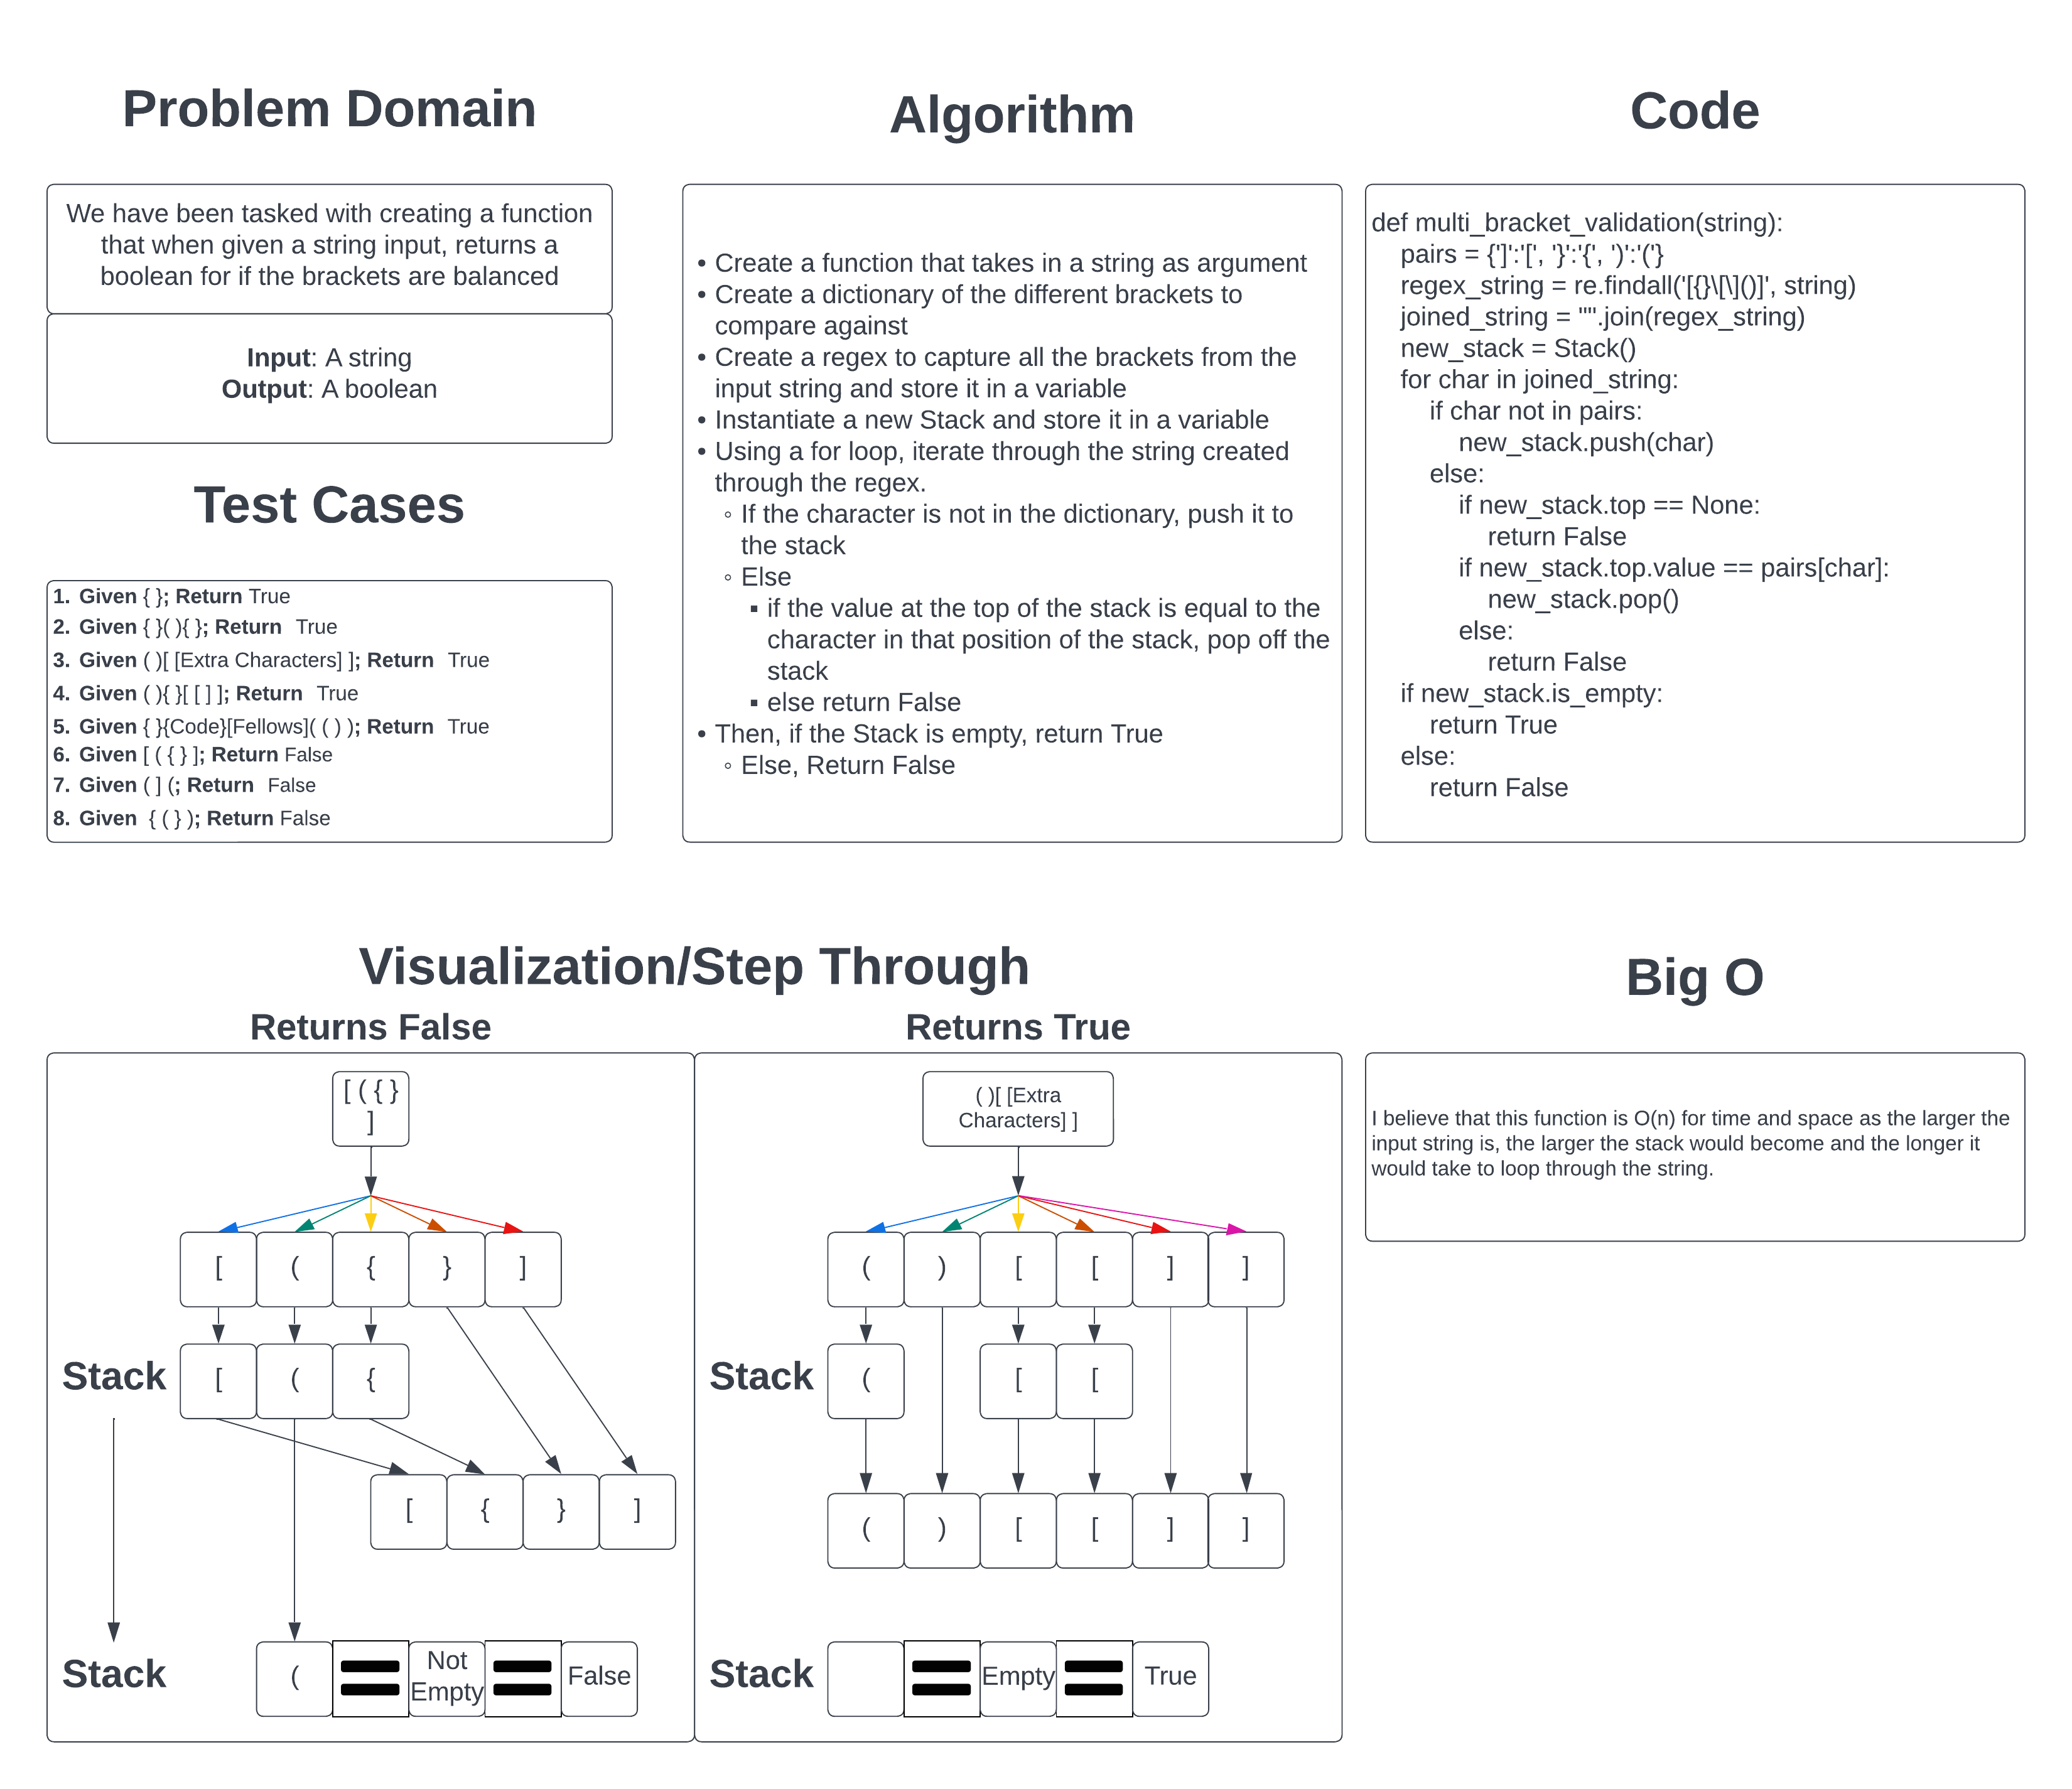 Problem Domain
We have been tasked with creating a function
that when given a string input, returns a
boolean for if the brackets are balanced
Input: A string
Output: A boolean
Test Cases
1. Given { }; Return True
2. Given { }( ){ }; Return True
3. Given ( )[ [Extra Characters] ]; Return True
4. Given ( ){ }[ [ ] ]; Return True
5. Given { }{Code}[Fellows]( ( ) ); Return True
6. Given [ ( { } ]; Return False
7. Given ( ] (; Return False
8. Given { ( } ); Return False
Algorithm
• Create a function that takes in a string as argument
• Create a dictionary of the different brackets to
compare against
• Create a regex to capture all the brackets from the
input string and store it in a variable
• Instantiate a new Stack and store it in a variable
• Using a for loop, iterate through the string created
through the regex.
◦ If the character is not in the dictionary, push it to
the stack
◦ Else
▪ if the value at the top of the stack is equal to the
character in that position of the stack, pop off the
stack
▪ else return False
• Then, if the Stack is empty, return True
◦ Else, Return False
Code
def multi_bracket_validation(string):
    pairs = {']':'[', '}':'{', ')':'('}
    regex_string = re.findall('[{}\[\]()]', string)
    joined_string = "".join(regex_string)
    new_stack = Stack()
    for char in joined_string:
        if char not in pairs:
            new_stack.push(char)
        else:
            if new_stack.top == None:
                return False
            if new_stack.top.value == pairs[char]:
                new_stack.pop()
            else:
                return False
    if new_stack.is_empty:
        return True
    else:
        return False
Visualization/Step Through
Returns False
[ ( { }
]
[ ( { } ]
Stack [ ( {
[ { } ]
Stack ( Not
Empty False
Returns True
( )[ [Extra
Characters] ]
( ) [ [ ] ]
Stack ( [ [
( ) [ [ ] ]
Stack Empty True
Big O
I believe that this function is O(n) for time and space as the larger the
input string is, the larger the stack would become and the longer it
would take to loop through the string.